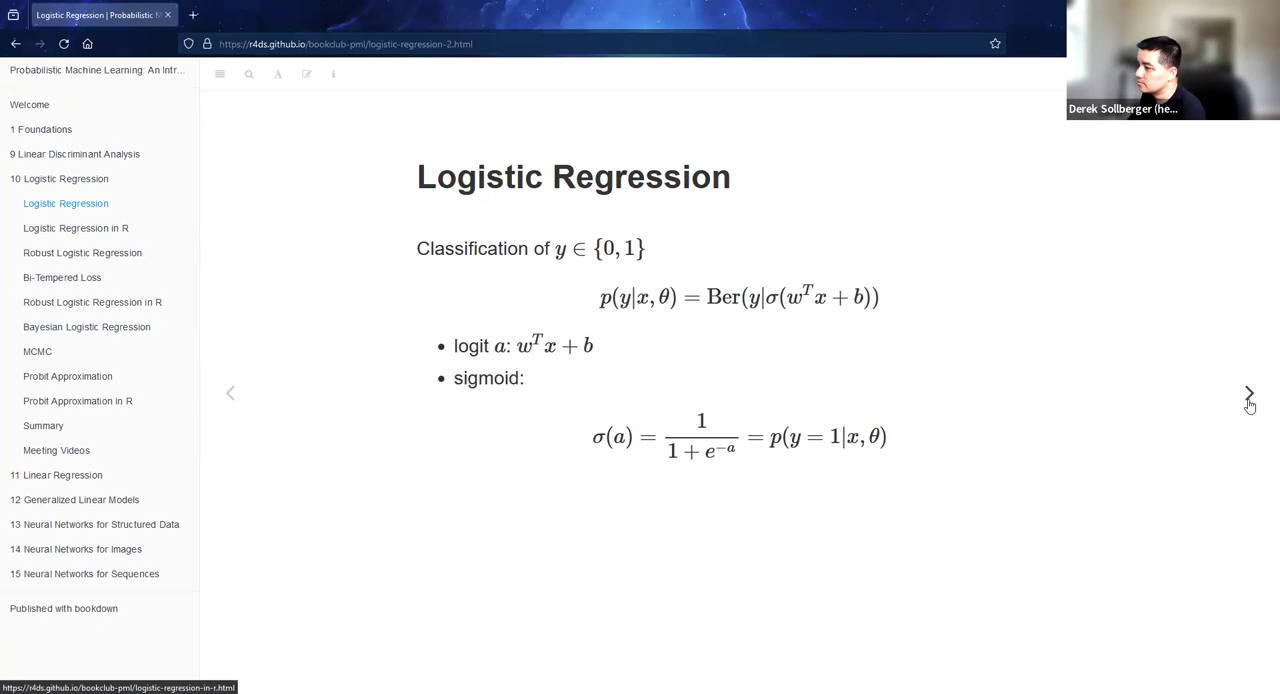 Logistic Regression | Probabilistic M
https://r4ds.github.io/bookclub-pml/logistic-regression-2.html
Derek Sollberger (he...
Probabilistic Machine Learning: An Intr...
Welcome
1 Foundations
9 Linear Discriminant Analysis
10 Logistic Regression
Logistic Regression
Logistic Regression in R
Robust Logistic Regression
Bi-Tempered Loss
Robust Logistic Regression in R
Bayesian Logistic Regression
MCMC
Probit Approximation
Probit Approximation in R
Summary
Meeting Videos
11 Linear Regression
12 Generalized Linear Models
13 Neural Networks for Structured Data
14 Neural Networks for Images
15 Neural Networks for Sequences
Published with bookdown
Logistic Regression
Classification of y ∈ {0, 1}
p(y|x, θ) = Ber(y|σ(w^T x + b))
• logit a: w^T x + b
• sigmoid:
σ(a) = 1 / (1 + e^{−a}) = p(y = 1|x, θ)
https://r4ds.github.io/bookclub-pml/logistic-regression-in-r.html